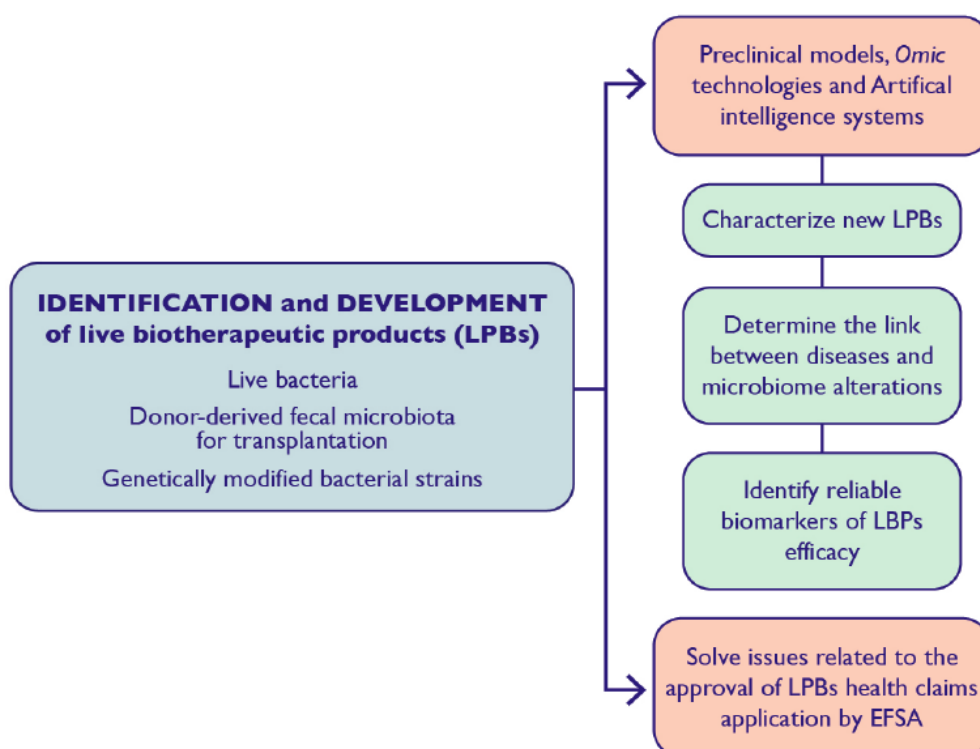 IDENTIFICATION and DEVELOPMENT
of live biotherapeutic products (LPBs)
Live bacteria
Donor-derived fecal microbiota
for transplantation
Genetically modified bacterial strains
Preclinical models, Omic
technologies and Artifical
intelligence systems
Characterize new LPBs
Determine the link
between diseases and
microbiome alterations
Identify reliable
biomarkers of LBPs
efficacy
Solve issues related to the
approval of LPBs health claims
application by EFSA